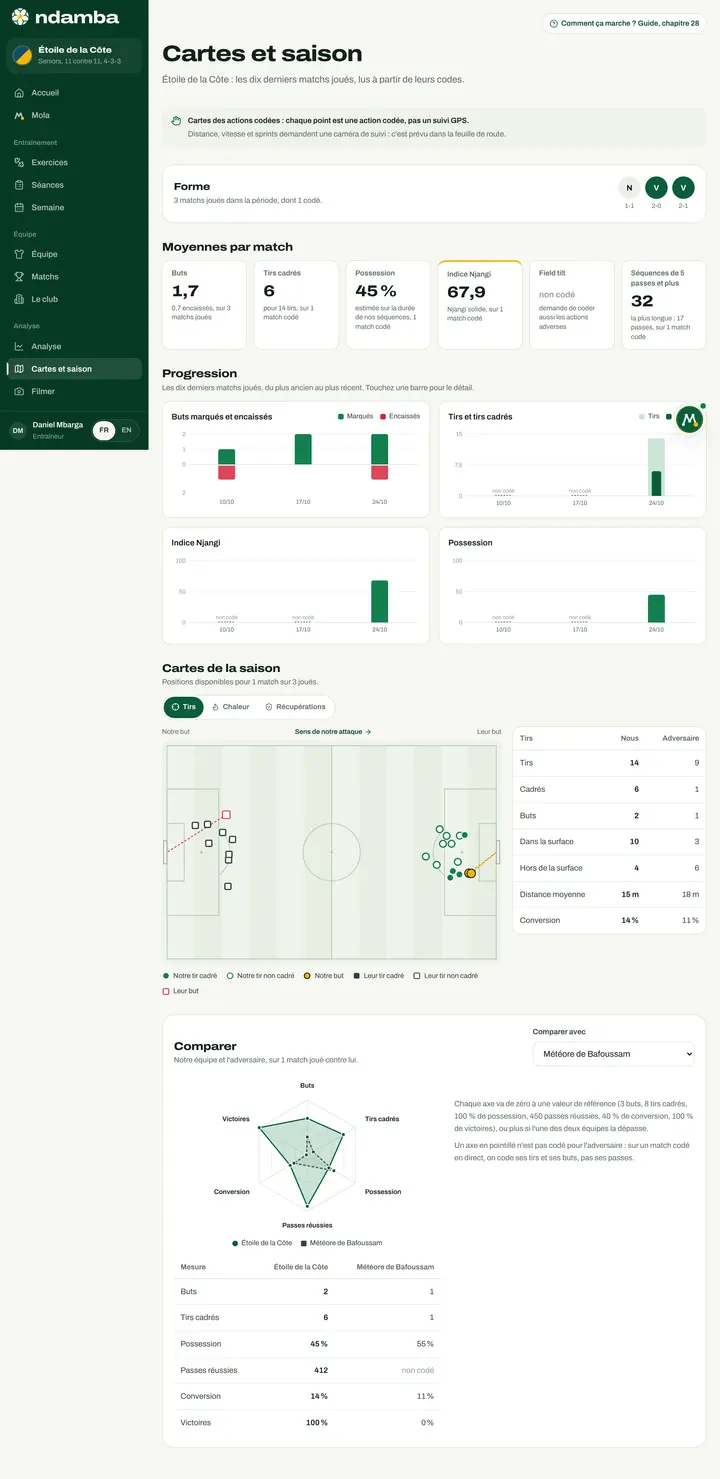 ndamba
Étoile de la Côte
Seniors, 11 contre 11, 4-3-3
Accueil
Mola
Entraînement
Exercices
Séances
Semaine
Équipe
Équipe
Matchs
Le club
Analyse
Analyse
Cartes et saison
Filmer
DM
Daniel Mbarga
Entraîneur
FR
EN
Comment ça marche ? Guide, chapitre 28
Cartes et saison
Étoile de la Côte : les dix derniers matchs joués, lus à partir de leurs codes.
Cartes des actions codées : chaque point est une action codée, pas un suivi GPS.
Distance, vitesse et sprints demandent une caméra de suivi : c'est prévu dans la feuille de route.
Forme
3 matchs joués dans la période, dont 1 codé.
N V V
1-1 2-0 2-1
Moyennes par match
Buts
1,7
0,7 encaissés, sur 3
matchs joués
Tirs cadrés
6
pour 14 tirs, sur 1
match codé
Possession
45 %
estimée sur la durée
de nos séquences, 1
match codé
Indice Njangi
67,9
Njangi solide, sur 1
match codé
Field tilt
non codé
demande de coder
aussi les actions
adverses
Séquences de 5
passes et plus
32
la plus longue : 17
passes, sur 1 match
codé
Progression
Les dix derniers matchs joués, du plus ancien au plus récent. Touchez une barre pour le détail.
Buts marqués et encaissés
Marqués Encaissés
2
1
0
2
10/10 17/10 24/10
Tirs et tirs cadrés
Tirs
15
7,5
0
non codé non codé
10/10 17/10 24/10
Indice Njangi
100
50
0
non codé non codé
10/10 17/10 24/10
Possession
100
50
0
non codé non codé
10/10 17/10 24/10
Cartes de la saison
Positions disponibles pour 1 match sur 3 joués.
Tirs Chaleur Récupérations
Notre but Sens de notre attaque → Leur but
Notre tir cadré Notre tir non cadré Notre but Leur tir cadré Leur tir non cadré
Leur but
Tirs Nous Adversaire
Tirs 14 9
Cadrés 6 1
Buts 2 1
Dans la surface 10 3
Hors de la surface 4 6
Distance moyenne 15 m 18 m
Conversion 14 % 11 %
Comparer
Notre équipe et l'adversaire, sur 1 match joué contre lui.
Comparer avec
Météore de Bafoussam
Buts
Victoires Tirs cadrés
Conversion Possession
Passes réussies
Étoile de la Côte Météore de Bafoussam
Chaque axe va de zéro à une valeur de référence (3 buts, 8 tirs cadrés,
100 % de possession, 450 passes réussies, 40 % de conversion, 100 %
de victoires), ou plus si l'une des deux équipes la dépasse.
Un axe en pointillé n'est pas codé pour l'adversaire : sur un match codé
en direct, on code ses tirs et ses buts, pas ses passes.
Mesure Étoile de la Côte Météore de Bafoussam
Buts 2 1
Tirs cadrés 6 1
Possession 45 % 55 %
Passes réussies 412 non codé
Conversion 14 % 11 %
Victoires 100 % 0 %